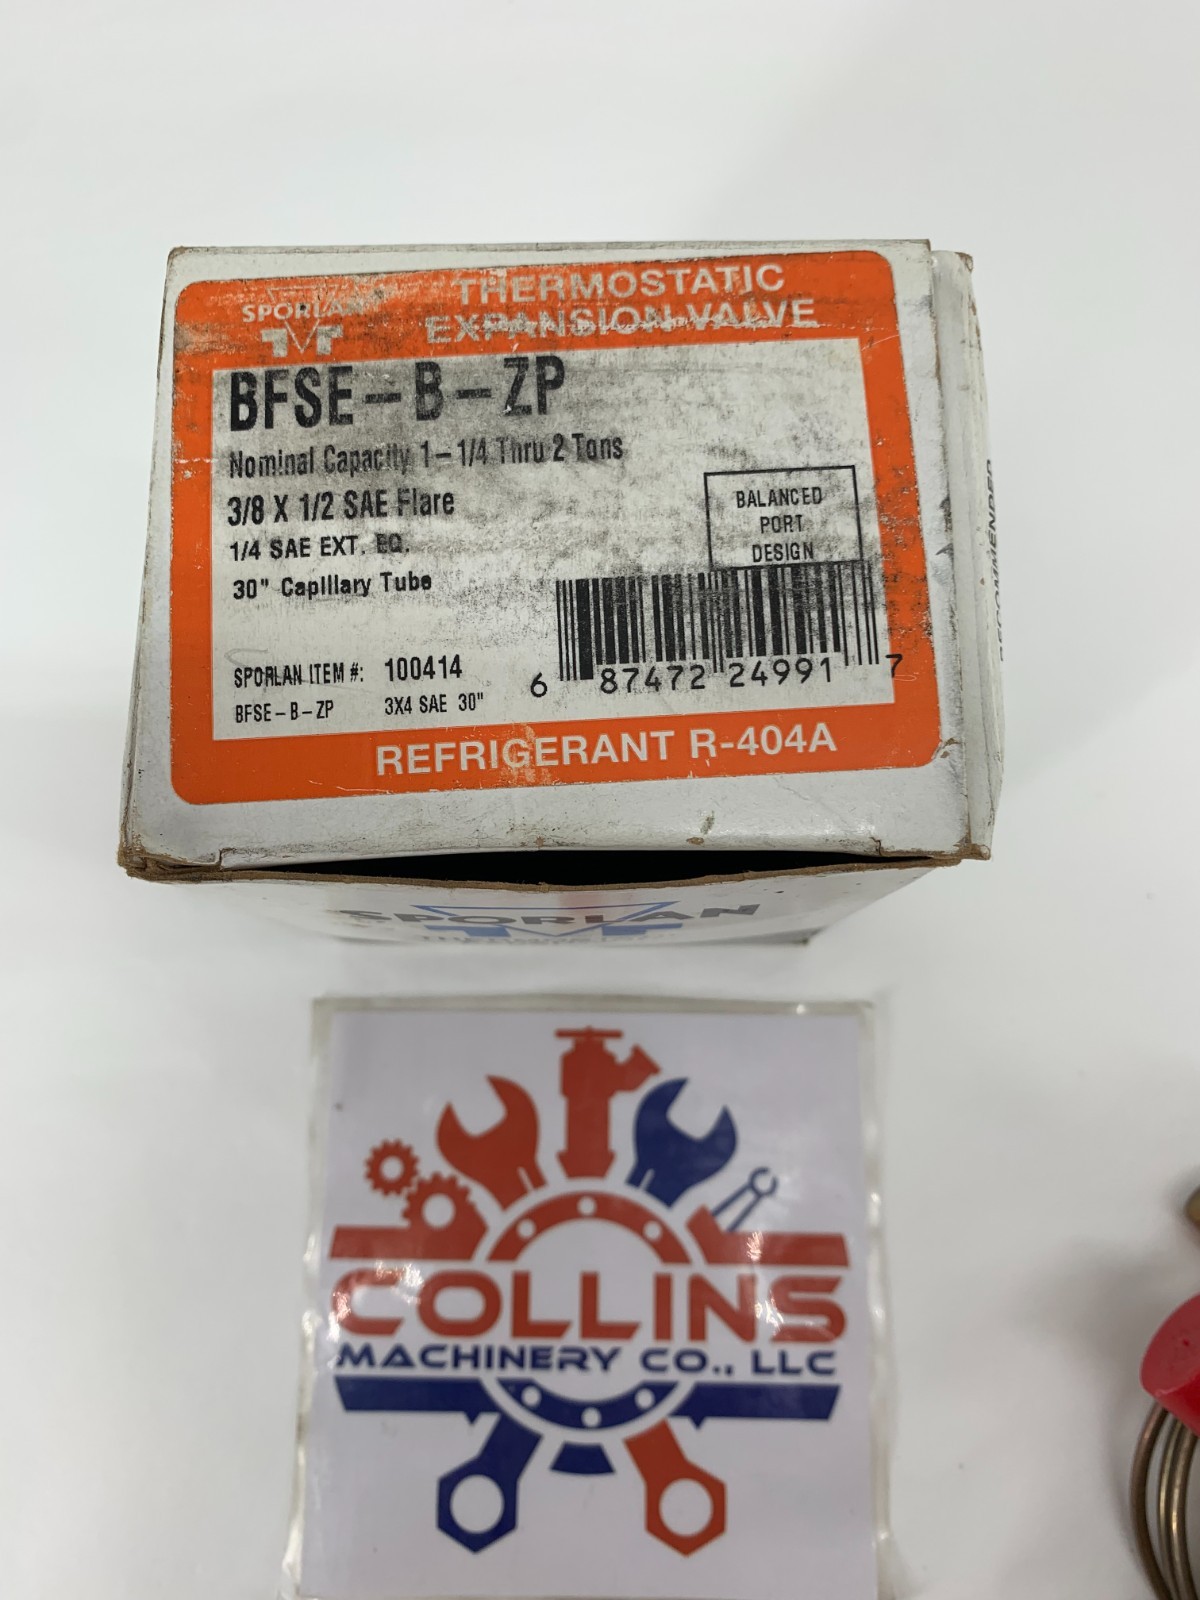 SPORLAN
THERMOSTATIC
EXPANSION VALVE
BFSE-B-ZP
Nominal Capacity 1-1/4 Thru 2 Tons
3/8 X 1/2 SAE Flare
1/4 SAE EXT. EQ.
30" Capillary Tube
BALANCED
PORT
DESIGN
SPORLAN ITEM #: 100414
BFSE-B-ZP 3X4 SAE 30"
6 87472 24991 7
REFRIGERANT R-404A
RECOMMENDED
SPORLAN
COLLINS
MACHINERY CO., LLC